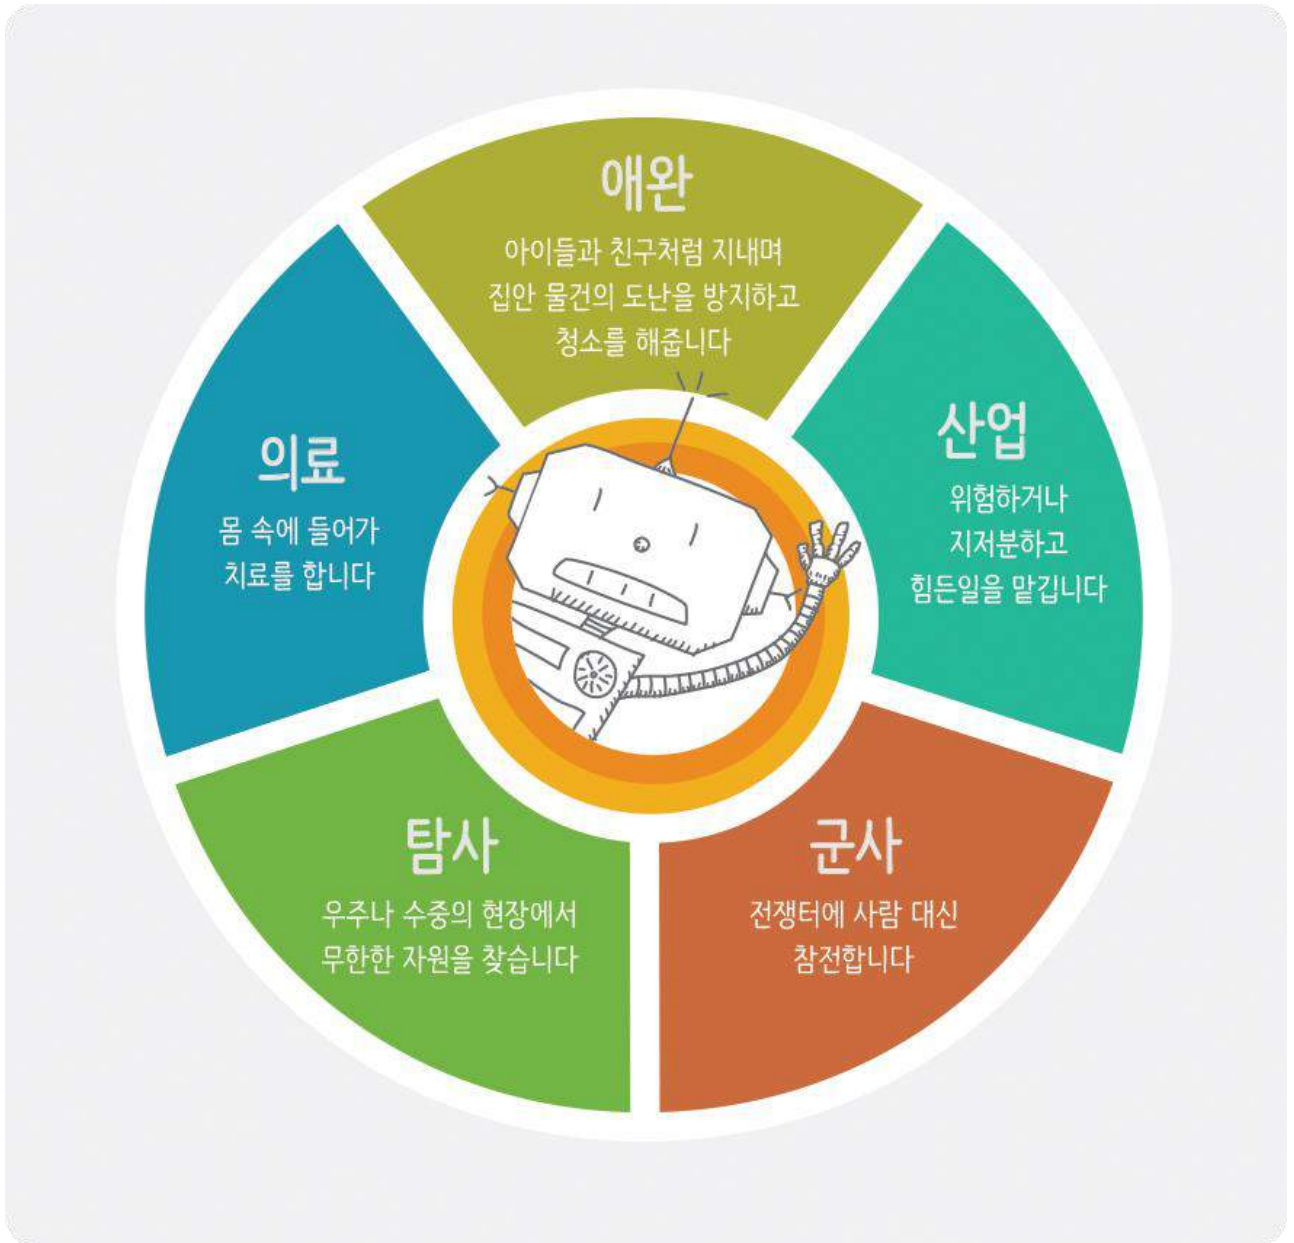 애완
아이들과 친구처럼 지내며
집안 물건의 도난을 방지하고
청소를 해줍니다
산업
위험하거나
지저분하고
힘든일을 맡깁니다
군사
전쟁터에 사람 대신
참전합니다
탐사
우주나 수중의 현장에서
무한한 자원을 찾습니다
의료
몸 속에 들어가
치료를 합니다